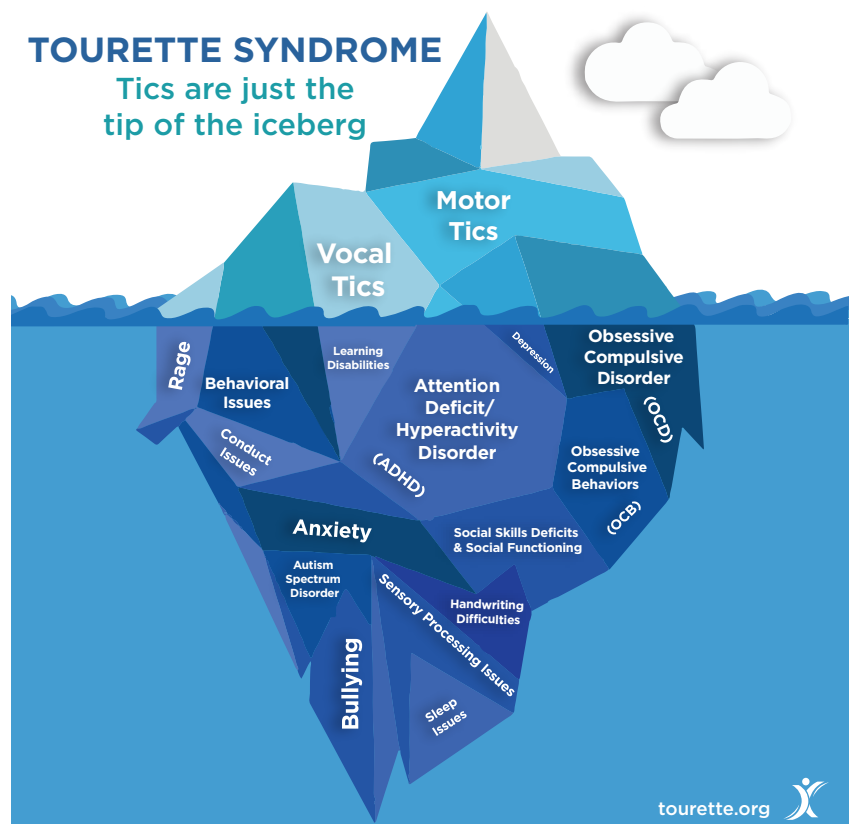 TOURETTE SYNDROME
Tics are just the
tip of the iceberg
Motor
Tics
Vocal
Tics
Rage
Behavioral
Issues
Learning
Disabilities
Attention
Deficit/
Hyperactivity
Disorder
(ADHD)
Depression
Obsessive
Compulsive
Disorder
(OCD)
Conduct
Issues
Obsessive
Compulsive
Behaviors
(OCB)
Anxiety
Social Skills Deficits
& Social Functioning
Autism
Spectrum
Disorder
Sensory Processing Issues
Handwriting
Difficulties
Bullying
Sleep
Issues
tourette.org